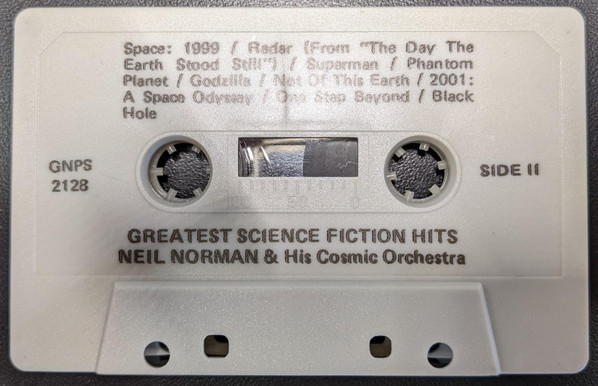 Space: 1999 / Radar (From "The Day The
Earth Stood Still") / Superman / Phantom
Planet / Godzilla / Not Of This Earth / 2001:
A Space Odyssey / One Step Beyond / Black
Hole
GNPS
2128
SIDE II
100 50 0
GREATEST SCIENCE FICTION HITS
NEIL NORMAN & His Cosmic Orchestra